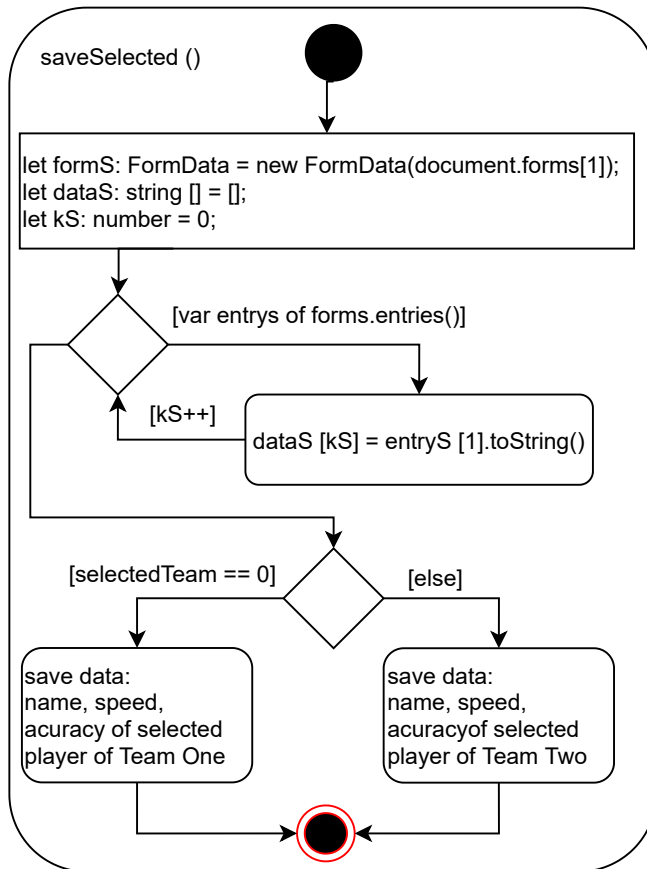 saveSelected ()
let formS: FormData = new FormData(document.forms[1]);
let dataS: string [] = [];
let kS: number = 0;
[var entrys of forms.entries()]
[kS++]
dataS [kS] = entryS [1].toString()
[selectedTeam == 0]
[else]
save data:
name, speed,
acuracy of selected
player of Team One
save data:
name, speed,
acuracyof selected
player of Team Two